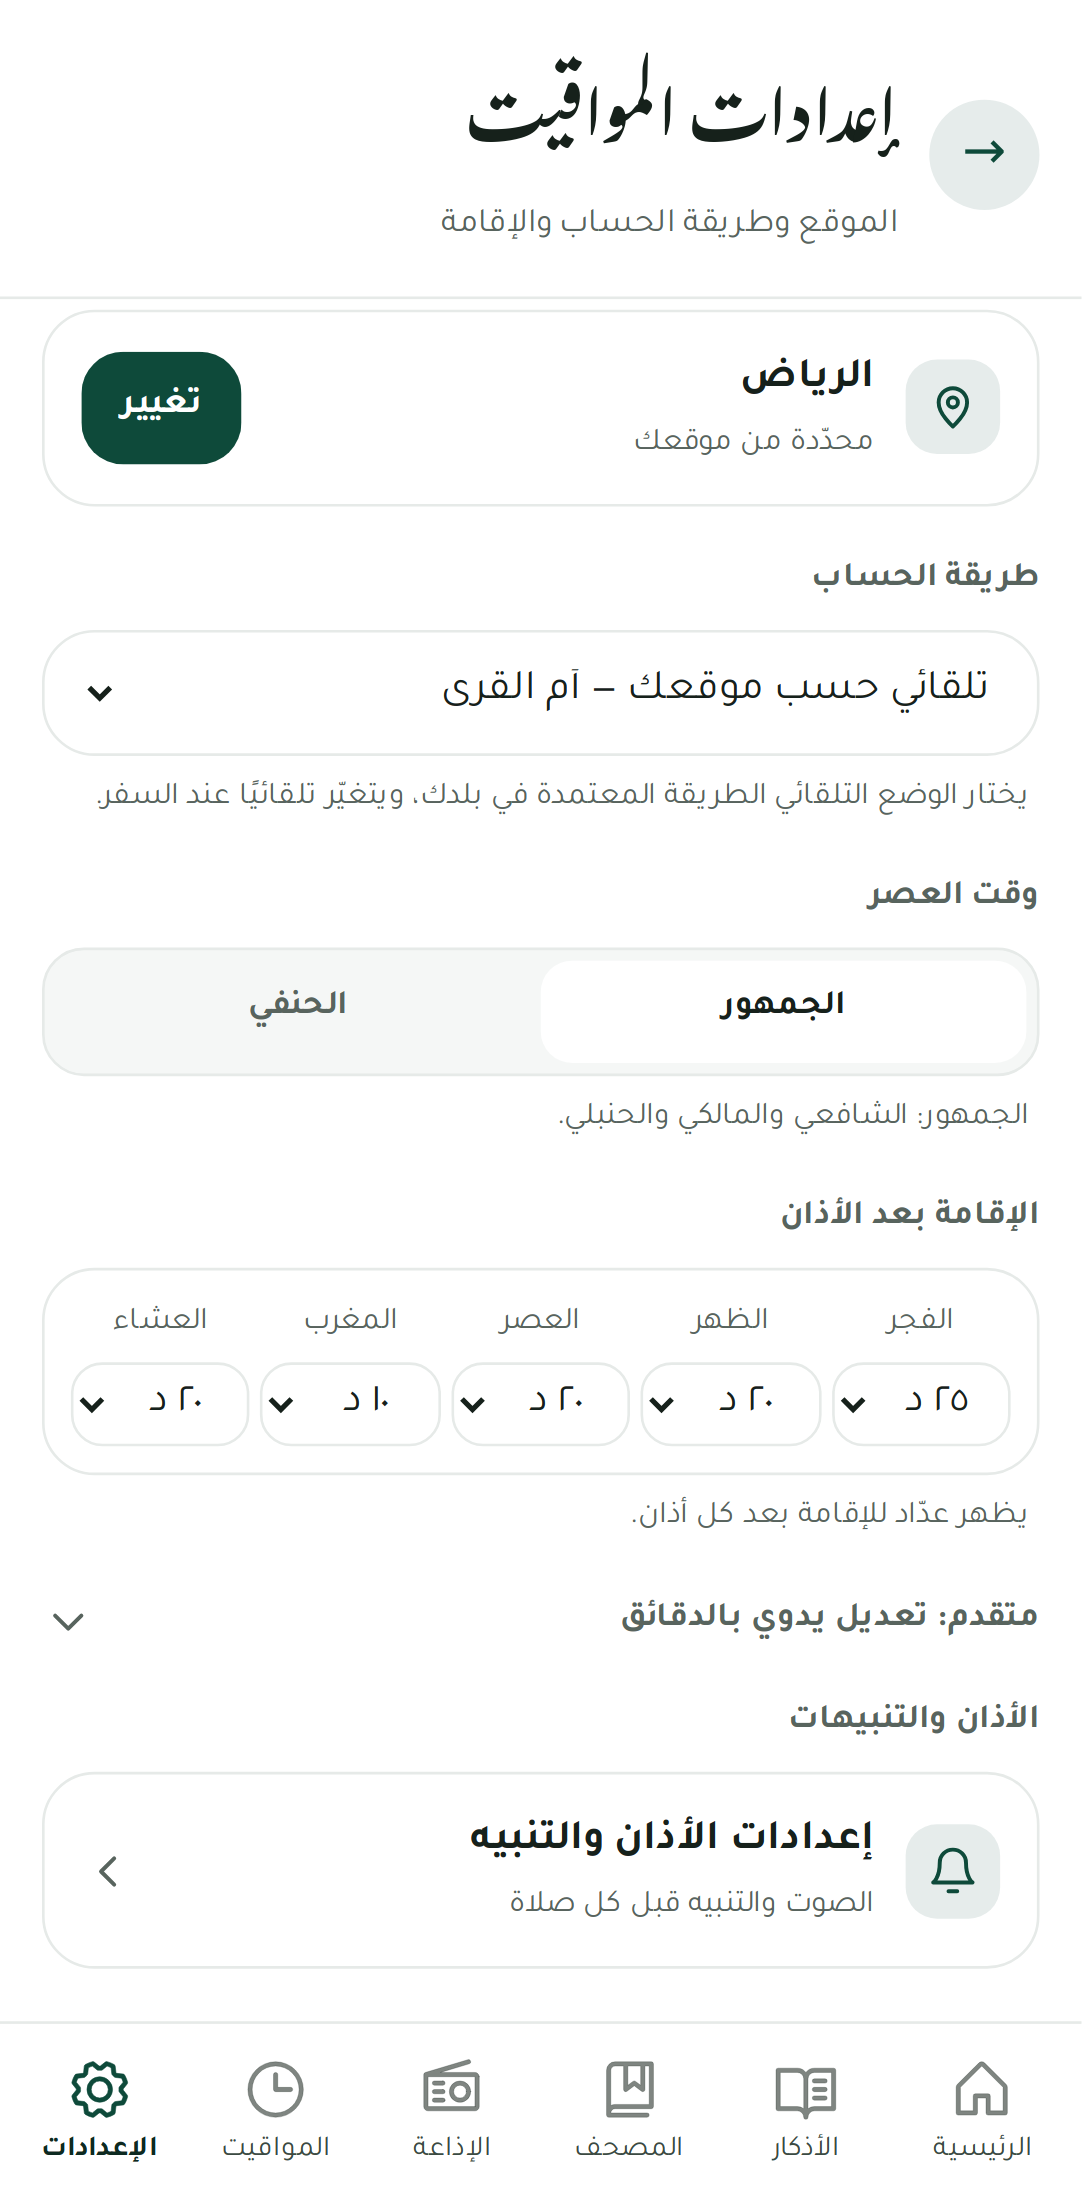 إعدادات المواقيت
الموقع وطريقة الحساب والإقامة
الرياض
محدّدة من موقعك
تغيير
طريقة الحساب
تلقائي حسب موقعك — أم القرى
يختار الوضع التلقائي الطريقة المعتمدة في بلدك، ويتغيّر تلقائيًا عند السفر.
وقت العصر
الجمهور
الحنفي
الجمهور: الشافعي والمالكي والحنبلي.
الإقامة بعد الأذان
الفجر الظهر العصر المغرب العشاء
٢٥ د ٢٠ د ٢٠ د ١٠ د ٢٠ د
يظهر عدّاد للإقامة بعد كل أذان.
متقدم: تعديل يدوي بالدقائق
الأذان والتنبيهات
إعدادات الأذان والتنبيه
الصوت والتنبيه قبل كل صلاة
الرئيسية الأذكار المصحف الإذاعة المواقيت الإعدادات